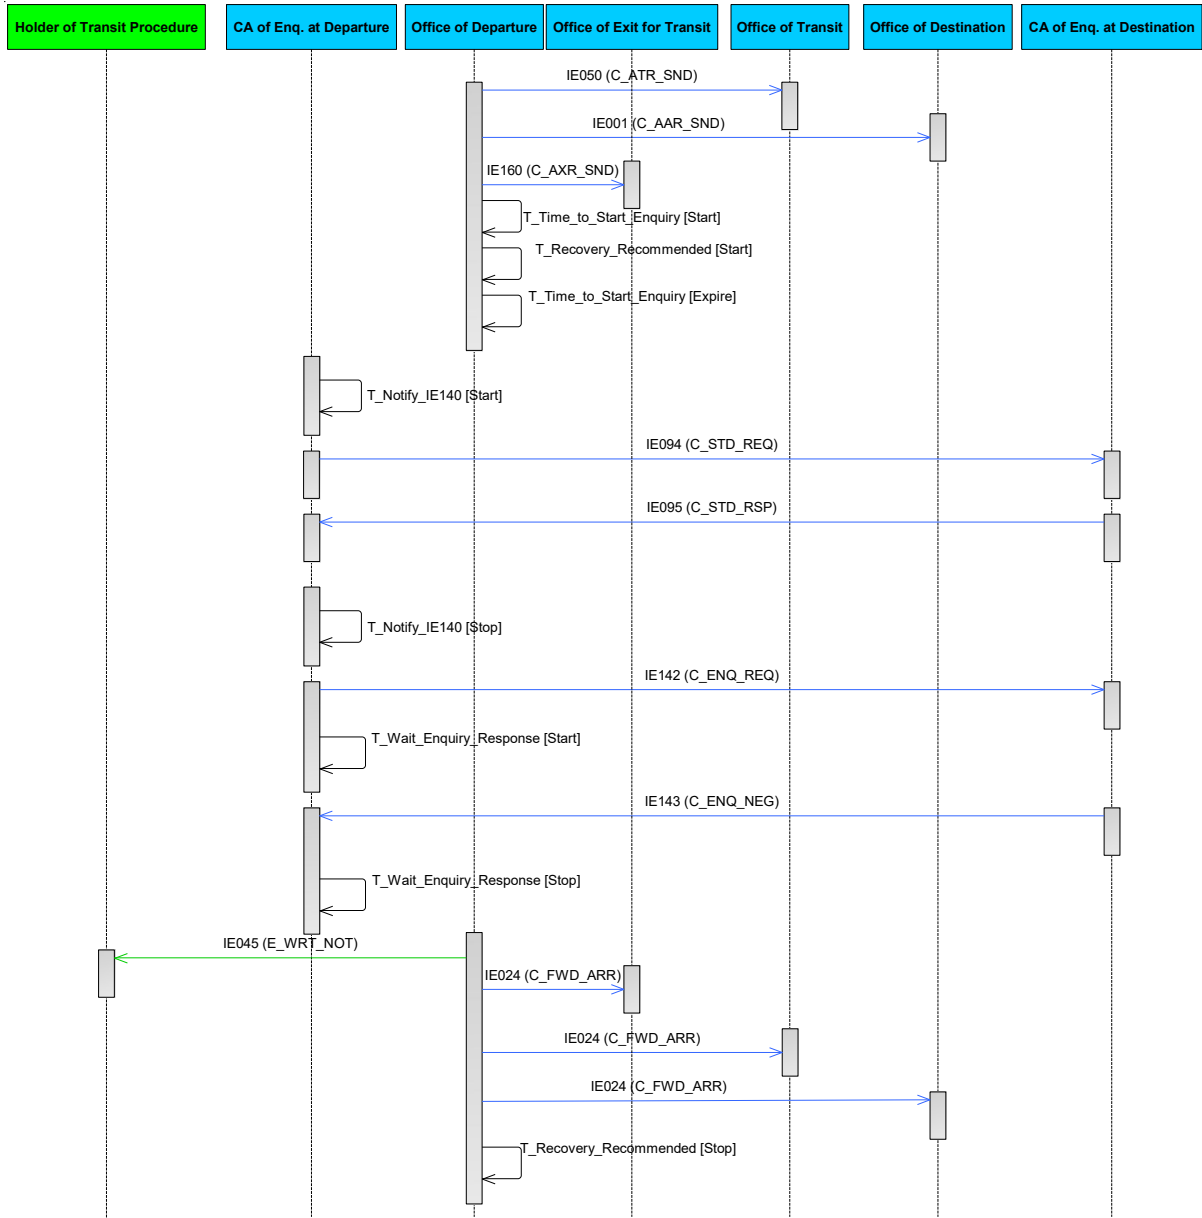 Holder of Transit Procedure
CA of Enq. at Departure
Office of Departure
Office of Exit for Transit
Office of Transit
Office of Destination
CA of Enq. at Destination
IE050 (C_ATR_SND)
IE001 (C_AAR_SND)
IE160 (C_AXR_SND)
T_Time_to_Start_Enquiry [Start]
T_Recovery_Recommended [Start]
T_Time_to_Start_Enquiry [Expire]
T_Notify_IE140 [Start]
IE094 (C_STD_REQ)
IE095 (C_STD_RSP)
T_Notify_IE140 [Stop]
IE142 (C_ENQ_REQ)
T_Wait_Enquiry_Response [Start]
IE143 (C_ENQ_NEG)
T_Wait_Enquiry_Response [Stop]
IE045 (E_WRT_NOT)
IE024 (C_FWD_ARR)
IE024 (C_FWD_ARR)
IE024 (C_FWD_ARR)
T_Recovery_Recommended [Stop]